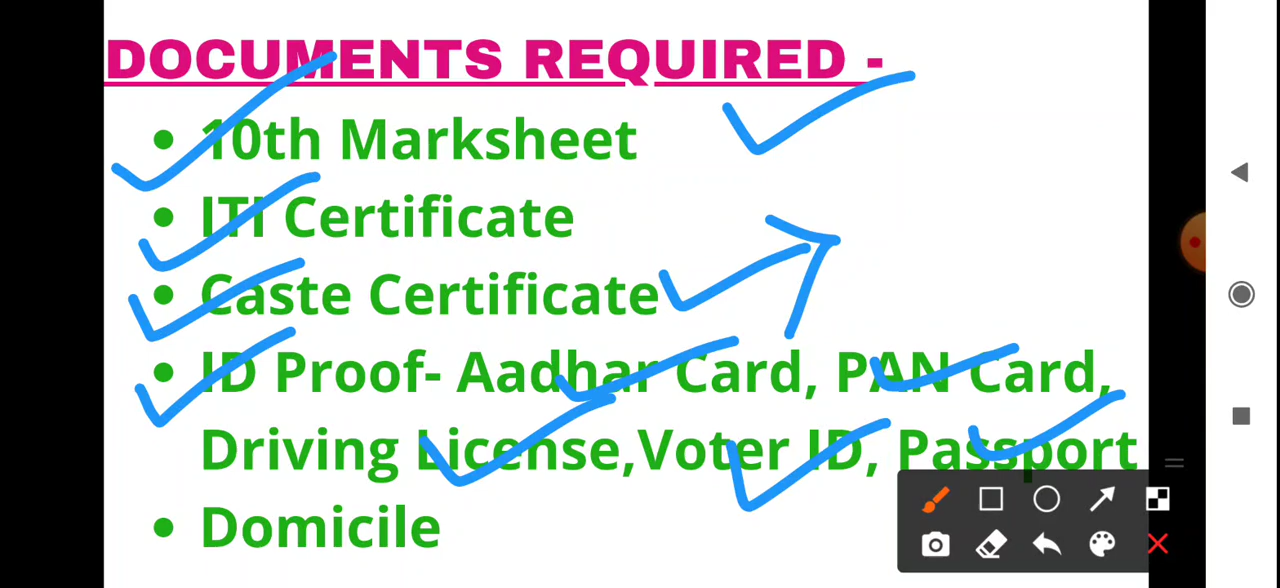 DOCUMENTS REQUIRED -
• 10th Marksheet
• ITI Certificate
• Caste Certificate
• ID Proof- Aadhar Card, PAN Card,
Driving License,Voter ID, Passport
• Domicile